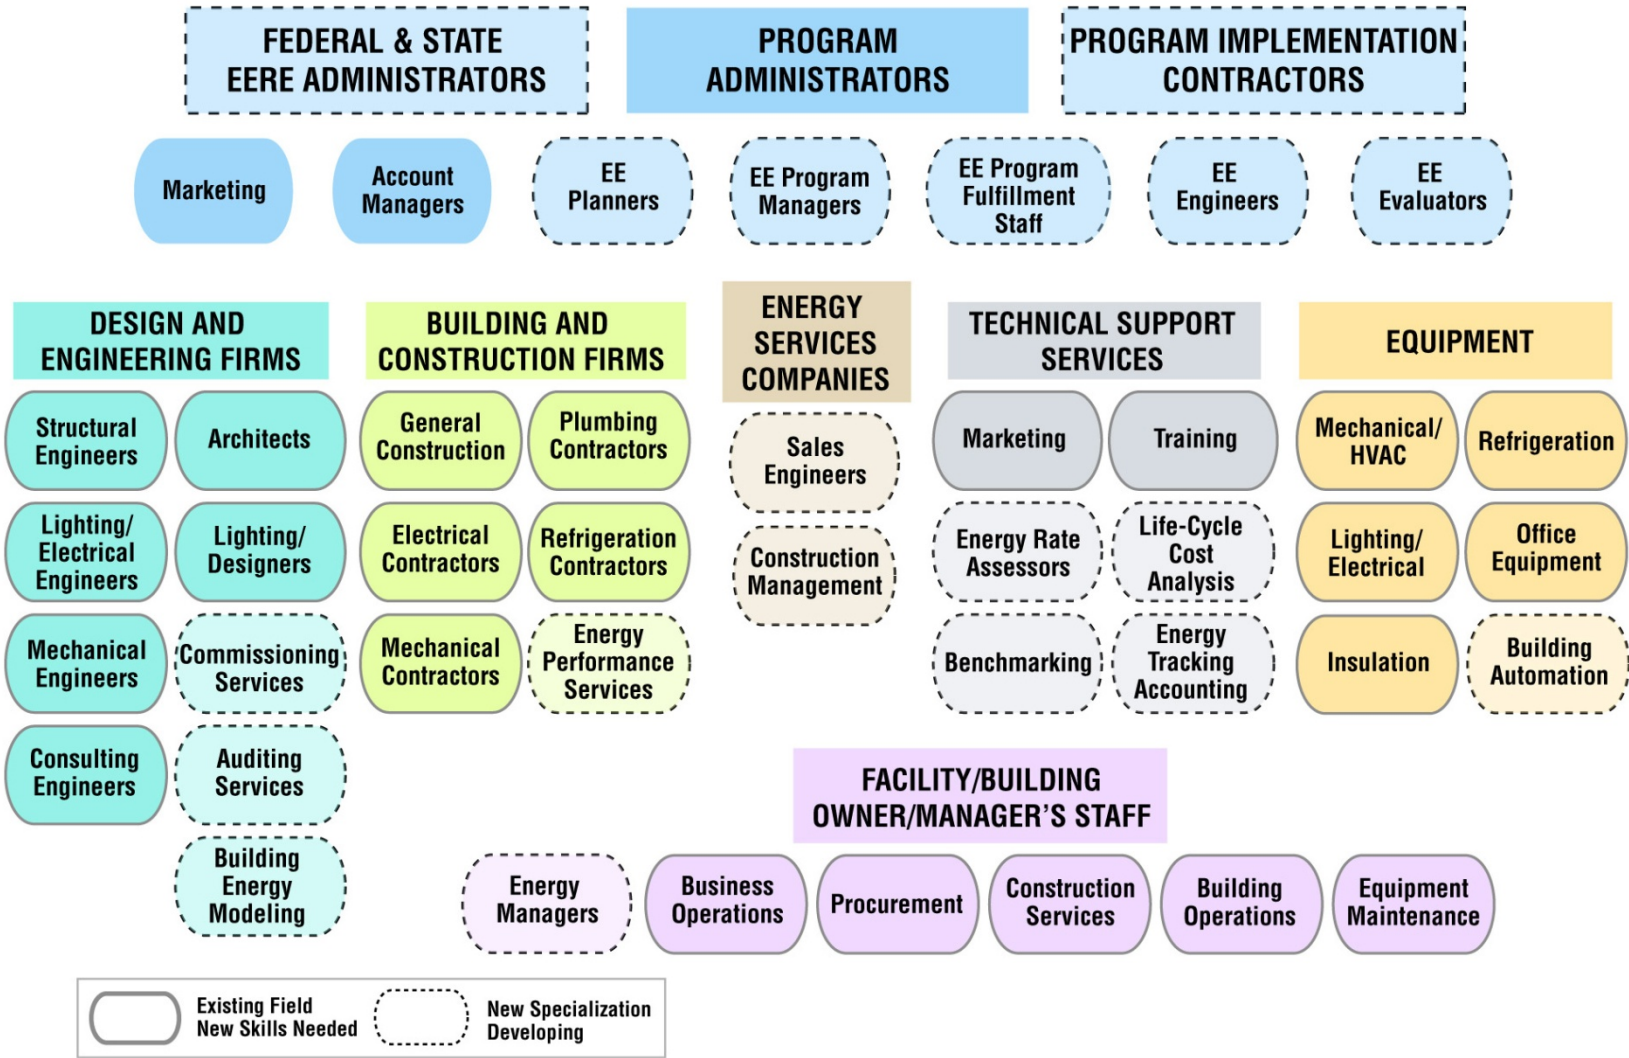 FEDERAL & STATE
EERE ADMINISTRATORS
PROGRAM
ADMINISTRATORS
PROGRAM IMPLEMENTATION
CONTRACTORS
Marketing
Account
Managers
EE
Planners
EE Program
Managers
EE Program
Fulfillment
Staff
EE
Engineers
EE
Evaluators
DESIGN AND
ENGINEERING FIRMS
Structural
Engineers
Architects
Lighting/
Electrical
Engineers
Lighting/
Designers
Mechanical
Engineers
Commissioning
Services
Consulting
Engineers
Auditing
Services
Building
Energy
Modeling
BUILDING AND
CONSTRUCTION FIRMS
General
Construction
Plumbing
Contractors
Electrical
Contractors
Refrigeration
Contractors
Mechanical
Contractors
Energy
Performance
Services
ENERGY
SERVICES
COMPANIES
Sales
Engineers
Construction
Management
TECHNICAL SUPPORT
SERVICES
Marketing
Training
Energy Rate
Assessors
Life-Cycle
Cost
Analysis
Benchmarking
Energy
Tracking
Accounting
EQUIPMENT
Mechanical/
HVAC
Refrigeration
Lighting/
Electrical
Office
Equipment
Insulation
Building
Automation
FACILITY/BUILDING
OWNER/MANAGER'S STAFF
Energy
Managers
Business
Operations
Procurement
Construction
Services
Building
Operations
Equipment
Maintenance
Existing Field
New Skills Needed
New Specialization
Developing